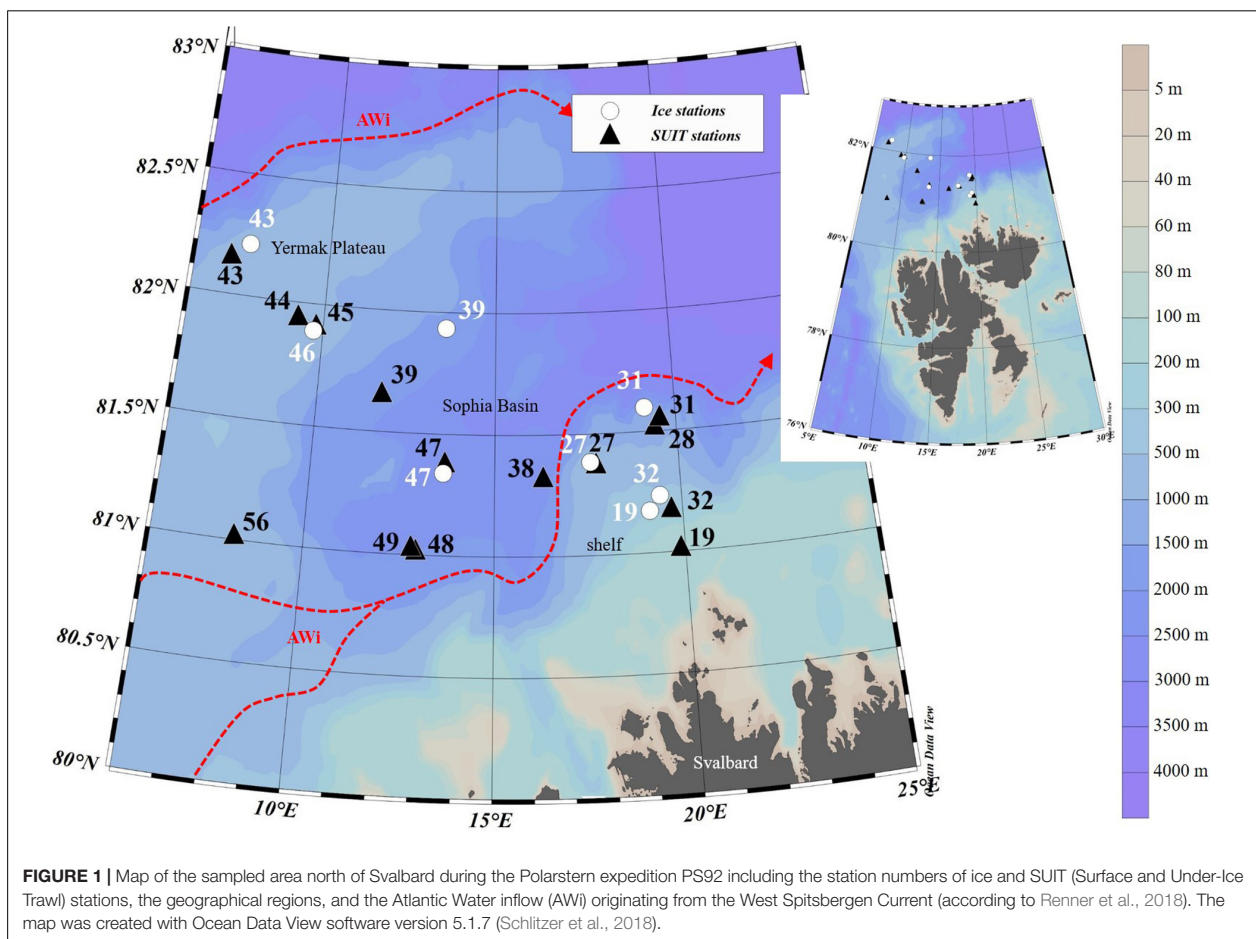 83°N
AWi
Ice stations
SUIT stations
82.5°N
43
Yermak Plateau
43
82°N
44
45
46
39
39
81.5°N
Sophia Basin
31
31
28
47
47
38
27
27
32
32
19
19
81°N
56
49
48
shelf
80.5°N
AWi
80°N
Svalbard
10°E
15°E
20°E
25°E
Ocean Data View
82°N
80°N
78°N
76°N
5°E
10°E
15°E
20°E
25°E
30°E
Ocean Data View
5 m
20 m
40 m
60 m
80 m
100 m
200 m
300 m
500 m
1000 m
1500 m
2000 m
2500 m
3000 m
3500 m
4000 m
FIGURE 1 | Map of the sampled area north of Svalbard during the Polarstern expedition PS92 including the station numbers of ice and SUIT (Surface and Under-Ice
Trawl) stations, the geographical regions, and the Atlantic Water inflow (AWi) originating from the West Spitsbergen Current (according to Renner et al., 2018). The
map was created with Ocean Data View software version 5.1.7 (Schlitzer et al., 2018).